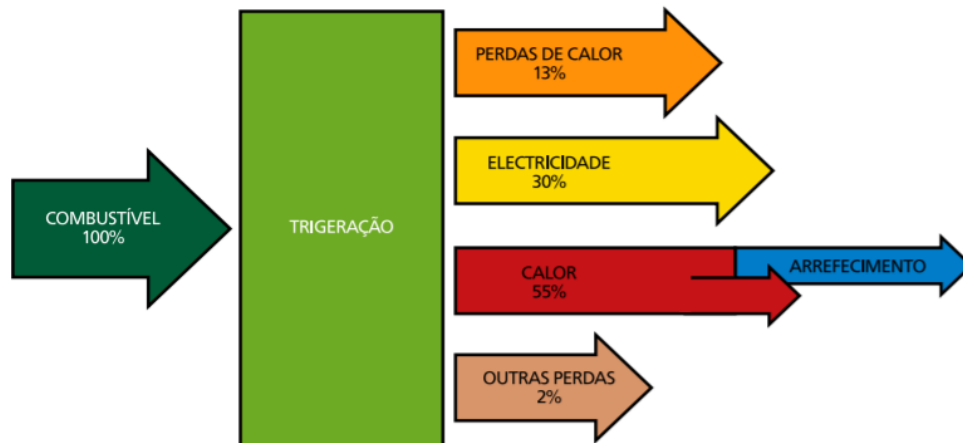 PERDAS DE CALOR
13%
ELECTRICIDADE
30%
COMBUSTÍVEL
100%
TRIGERAÇÃO
CALOR
55%
ARREFECIMENTO
OUTRAS PERDAS
2%